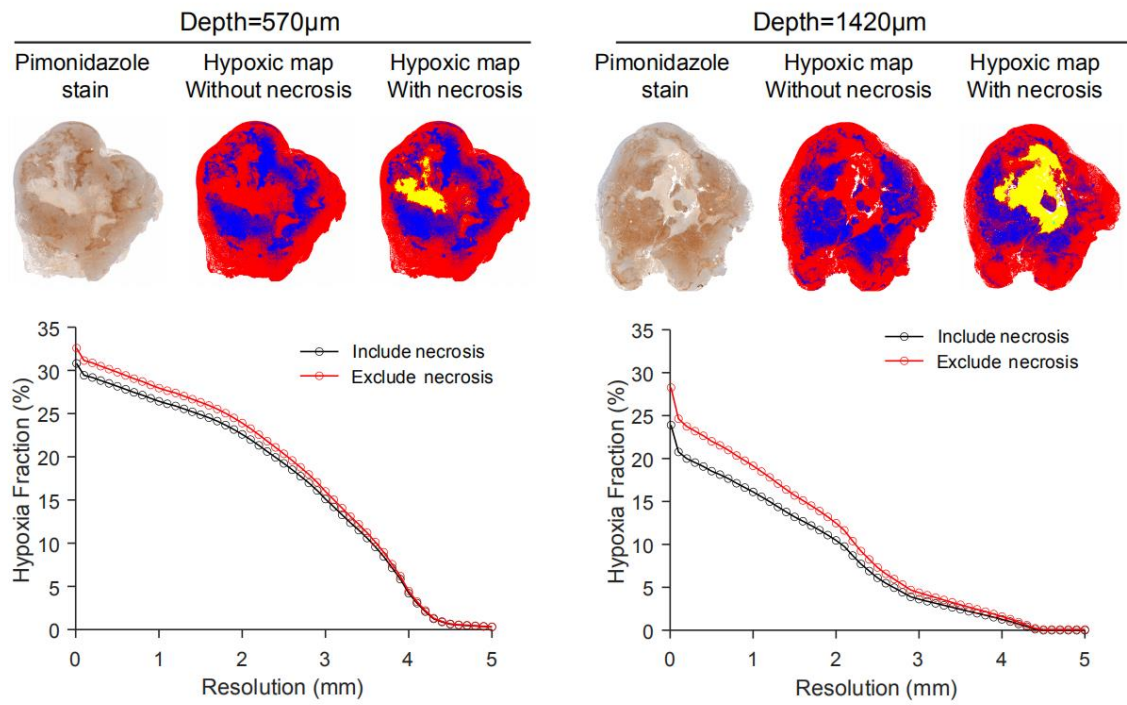 Depth=570µm
Pimonidazole stain
Hypoxic map Without necrosis
Hypoxic map With necrosis
35
30
25
20
15
10
5
0
Hypoxia Fraction (%)
Include necrosis
Exclude necrosis
0 1 2 3 4 5
Resolution (mm)
Depth=1420µm
Pimonidazole stain
Hypoxic map Without necrosis
Hypoxic map With necrosis
35
30
25
20
15
10
5
0
Hypoxia Fraction (%)
Include necrosis
Exclude necrosis
0 1 2 3 4 5
Resolution (mm)